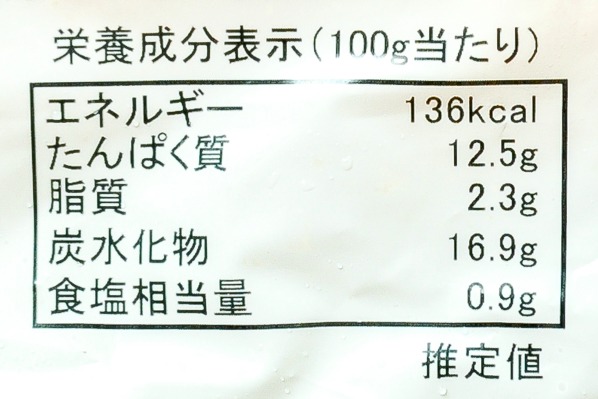 栄養成分表示(100g当たり)
エネルギー 136kcal
たんぱく質 12.5g
脂質 2.3g
炭水化物 16.9g
食塩相当量 0.9g
推定値